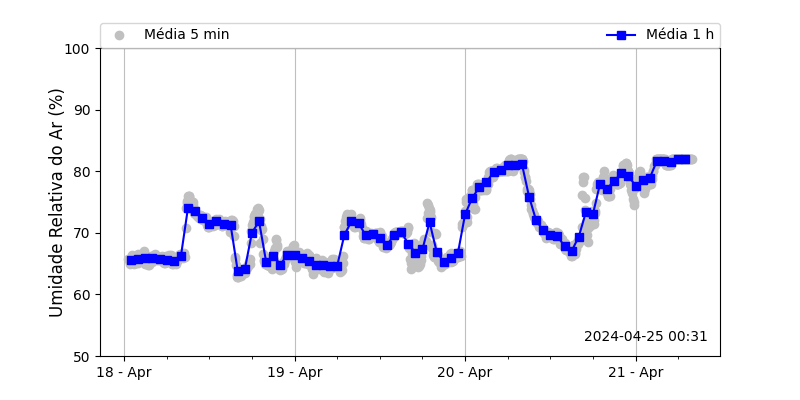 Média 5 min
Média 1 h
Umidade Relativa do Ar (%)
100
90
80
70
60
50
2024-04-25 00:31
18 - Apr
19 - Apr
20 - Apr
21 - Apr